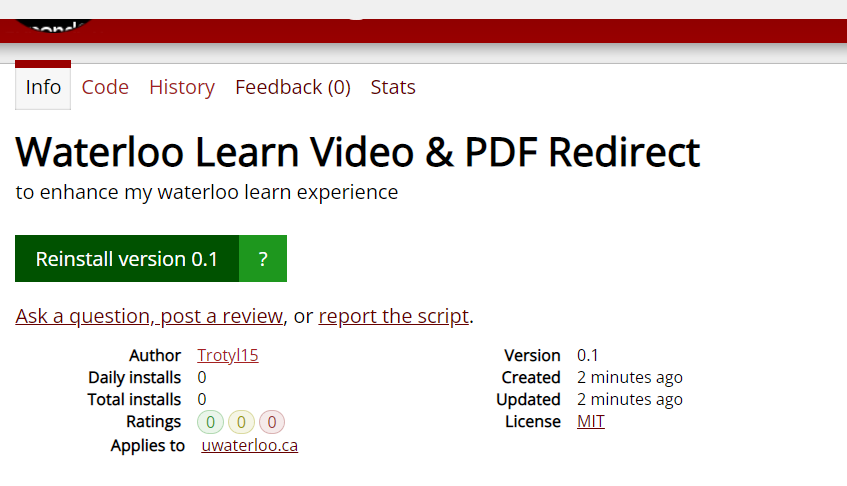 Info Code History Feedback (0) Stats
Waterloo Learn Video & PDF Redirect
to enhance my waterloo learn experience
Reinstall version 0.1 ?
Ask a question, post a review, or report the script.
Author Trotyl15
Daily installs 0
Total installs 0
Ratings 0 0 0
Applies to uwaterloo.ca
Version 0.1
Created 2 minutes ago
Updated 2 minutes ago
License MIT